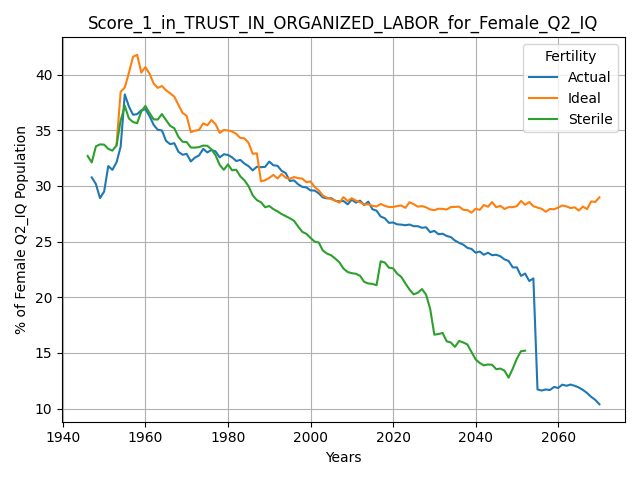 Score_1_in_TRUST_IN_ORGANIZED_LABOR_for_Female_Q2_IQ
Fertility
Actual
Ideal
Sterile
% of Female Q2_IQ Population
40
35
30
25
20
15
10
1940 1960 1980 2000 2020 2040 2060
Years